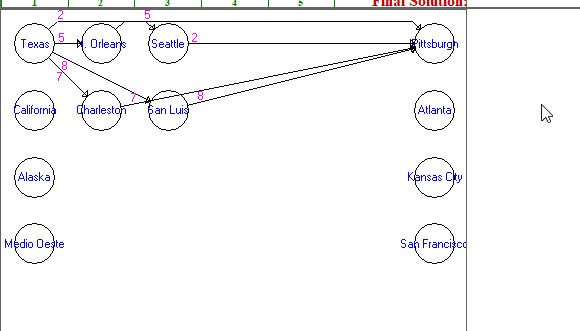 1 2 3 4 5 6 Final Solution:
2 5
Texas 5 . Orleans Seattle 2 Pittsburgh
8
7
California Charleston 7 San Luis 8 Atlanta
Alaska Kansas City
Medio Oeste San Francisco